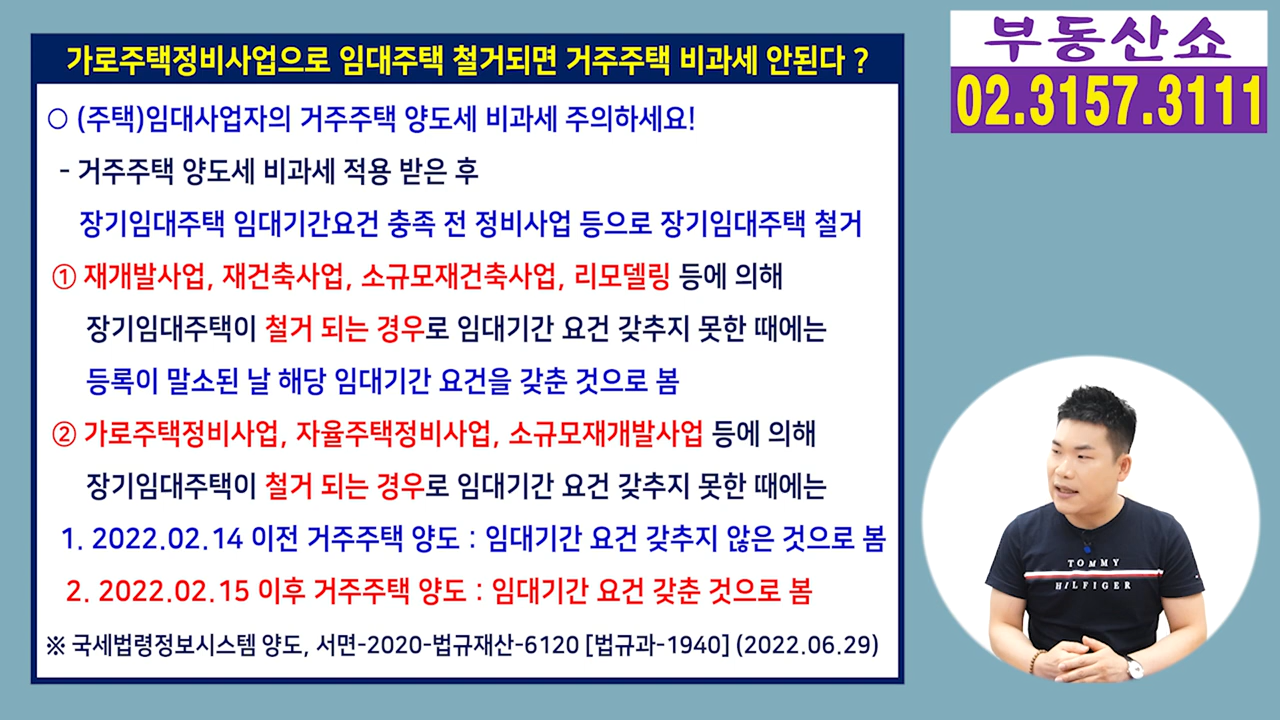 가로주택정비사업으로 임대주택 철거되면 거주주택 비과세 안된다 ?
○ (주택)임대사업자의 거주주택 양도세 비과세 주의하세요!
- 거주주택 양도세 비과세 적용 받은 후
장기임대주택 임대기간요건 충족 전 정비사업 등으로 장기임대주택 철거
① 재개발사업, 재건축사업, 소규모재건축사업, 리모델링 등에 의해
장기임대주택이 철거 되는 경우로 임대기간 요건 갖추지 못한 때에는
등록이 말소된 날 해당 임대기간 요건을 갖춘 것으로 봄
② 가로주택정비사업, 자율주택정비사업, 소규모재개발사업 등에 의해
장기임대주택이 철거 되는 경우로 임대기간 요건 갖추지 못한 때에는
1. 2022.02.14 이전 거주주택 양도 : 임대기간 요건 갖추지 않은 것으로 봄
2. 2022.02.15 이후 거주주택 양도 : 임대기간 요건 갖춘 것으로 봄
※ 국세법령정보시스템 양도, 서면-2020-법규재산-6120 [법규과-1940] (2022.06.29)
부동산쇼
02.3157.3111
TOMMY
HILFIGER